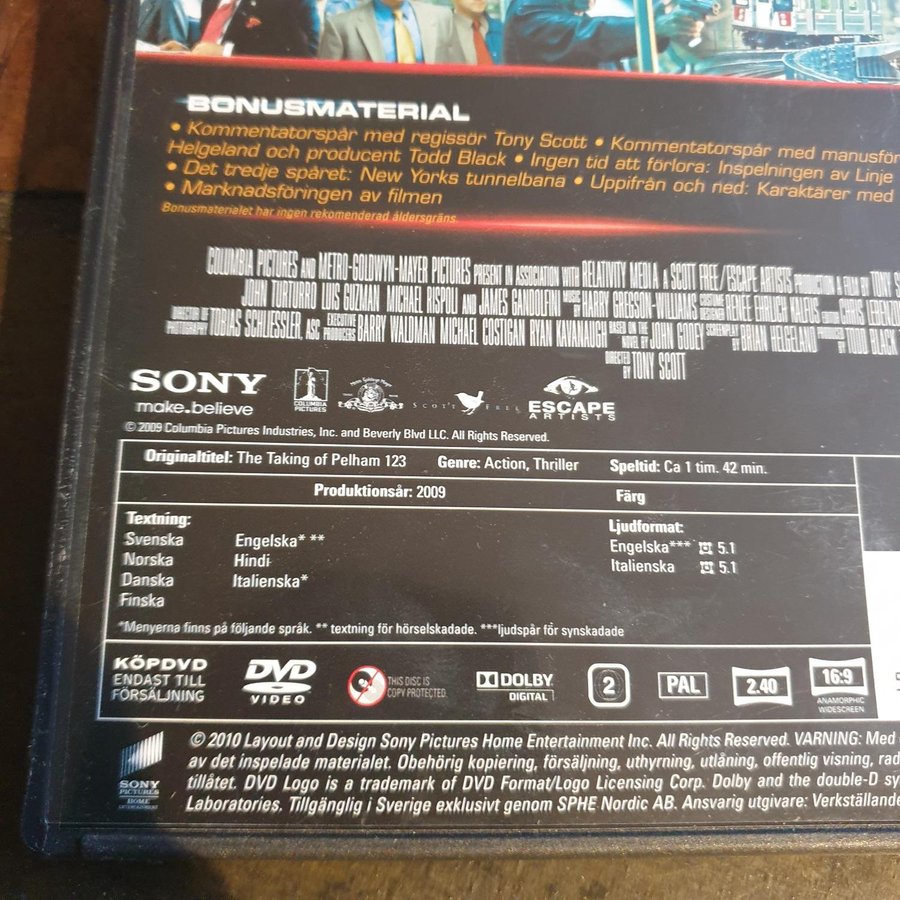 BONUSMATERIAL
• Kommentatorspår med regissör Tony Scott • Kommentatorspår med manusför
Helgeland och producent Todd Black • Ingen tid att förlora: Inspelningen av Linje
• Det tredje spåret: New Yorks tunnelbana • Uppifrån och ned: Karaktärer med
• Marknadsföringen av filmen
Bonusmaterialet har ingen rekomenderad åldersgräns.
COLUMBIA PICTURES AND METRO-GOLDWYN-MAYER PICTURES PRESENT IN ASSOCIATION WITH RELATIVITY MEDIA A SCOTT FREE/ESCAPE ARTISTS PRODUCTION A FILM BY TONY
JOHN TURTURRO LUIS GUZMAN MICHAEL RISPOLI AND JAMES GANDOLFINI MUSIC BY HARRY GREGSON-WILLIAMS COSTUME DESIGNER RENÉE EHRLICH KALFUS EDITOR CHRIS
DIRECTOR OF PHOTOGRAPHY TOBIAS SCHLIESSLER, ASC EXECUTIVE PRODUCERS BARRY WALDMAN MICHAEL COSTIGAN RYAN KAVANAUGH BASED ON THE NOVEL BY JOHN GODEY SCREENPLAY BY BRIAN HELGELAND PRODUCED BY TODD BLACK
DIRECTED BY TONY SCOTT
SONY
make.believe
COLUMBIA PICTURES
SCOTT FREE
ESCAPE ARTISTS
© 2009 Columbia Pictures Industries, Inc. and Beverly Blvd LLC. All Rights Reserved.
Originaltitel: The Taking of Pelham 123 Genre: Action, Thriller Speltid: Ca 1 tim. 42 min.
Produktionsår: 2009 Färg
Textning:
Svenska Engelska* **
Norska Hindi
Danska Italienska*
Finska
Ljudformat:
Engelska*** 5.1
Italienska 5.1
*Menyerna finns på följande språk. ** textning för hörselskadade. ***ljudspår för synskadade
KÖPDVD
ENDAST TILL
FÖRSÄLJNING
DVD
VIDEO
THIS DISC IS
COPY PROTECTED.
DOLBY
DIGITAL
2
PAL
2.40
16:9
ANAMORPHIC
WIDESCREEN
SONY
PICTURES
HOME
ENTERTAINMENT
© 2010 Layout and Design Sony Pictures Home Entertainment Inc. All Rights Reserved. VARNING: Med
av det inspelade materialet. Obehörig kopiering, försäljning, uthyrning, utlåning, offentlig visning, rad
tillåtet. DVD Logo is a trademark of DVD Format/Logo Licensing Corp. Dolby and the double-D sy
Laboratories. Tillgänglig i Sverige exklusivt genom SPHE Nordic AB. Ansvarig utgivare: Verkställande